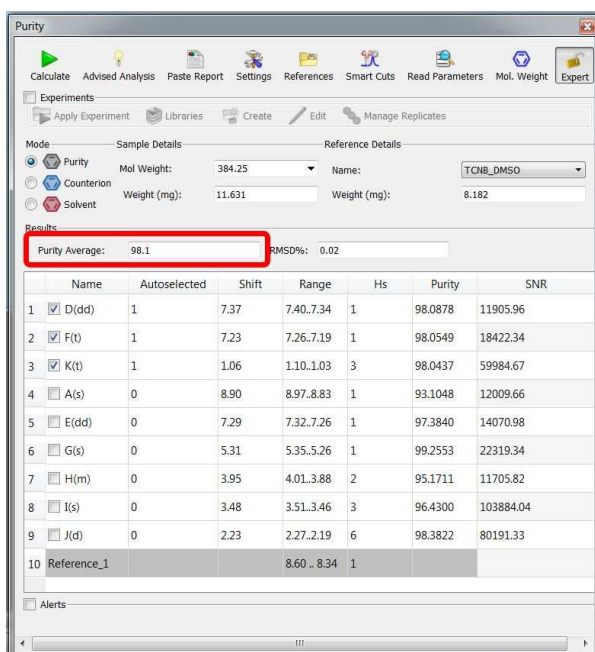 Purity
Calculate Advised Analysis Paste Report Settings References Smart Cuts Read Parameters Mol. Weight Expert
Experiments
Apply Experiment Libraries Create Edit Manage Replicates
Mode Sample Details Reference Details
Purity Mol Weight: 384.25 Name: TCNB_DMSO
Counterion
Weight (mg): 11.631 Weight (mg): 8.182
Solvent
Results
Purity Average: 98.1 RMSD%: 0.02
Name Autoselected Shift Range Hs Purity SNR
1 D(dd) 1 7.37 7.40..7.34 1 98.0878 11905.96
2 F(t) 1 7.23 7.26..7.19 1 98.0549 18422.34
3 K(t) 1 1.06 1.10..1.03 3 98.0437 59984.67
4 A(s) 0 8.90 8.97..8.83 1 93.1048 12009.66
5 E(dd) 0 7.29 7.32..7.26 1 97.3840 14070.98
6 G(s) 0 5.31 5.35..5.26 1 99.2553 22319.34
7 H(m) 0 3.95 4.01..3.88 2 95.1711 11705.82
8 I(s) 0 3.48 3.51..3.46 3 96.4300 103884.04
9 J(d) 0 2.23 2.27..2.19 6 98.3822 80191.33
10 Reference_1 8.60 .. 8.34 1
Alerts